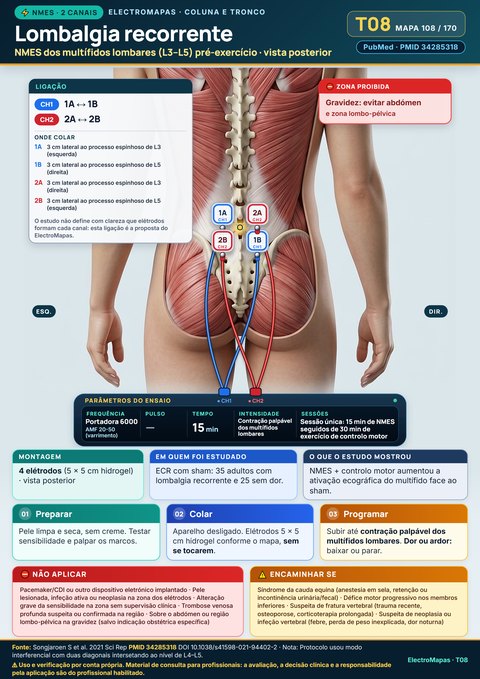 NMES · 2 CANAIS
ELECTROMAPAS · COLUNA E TRONCO
Lombalgia recorrente
NMES dos multífidos lombares (L3–L5) pré-exercício · vista posterior
T08 MAPA 108 / 170
PubMed · PMID 34285318
LIGAÇÃO
CH1 1A ↔ 1B
CH2 2A ↔ 2B
ONDE COLAR
1A 3 cm lateral ao processo espinhoso de L3
(esquerda)
1B 3 cm lateral ao processo espinhoso de L5
(direita)
2A 3 cm lateral ao processo espinhoso de L3
(direita)
2B 3 cm lateral ao processo espinhoso de L5
(esquerda)
O estudo não define com clareza que elétrodos
formam cada canal: esta ligação é a proposta do
ElectroMapas.
ZONA PROIBIDA
Gravidez: evitar abdómen
e zona lombo-pélvica
1A
CH1
2A
CH2
2B
CH2
1B
CH1
ESQ.
DIR.
CH1
CH2
PARÂMETROS DO ENSAIO
FREQUÊNCIA
Portadora 6000
AMF 20-50
(varrimento)
PULSO
—
TEMPO
15 min
INTENSIDADE
Contração palpável
dos multífidos
lombares
SESSÕES
Sessão única: 15 min de NMES
seguidos de 30 min de
exercício de controlo motor
MONTAGEM
4 elétrodos (5 × 5 cm hidrogel)
· vista posterior
EM QUEM FOI ESTUDADO
ECR com sham: 35 adultos com
lombalgia recorrente e 25 sem dor.
O QUE O ESTUDO MOSTROU
NMES + controlo motor aumentou a
ativação ecográfica do multífido face ao
sham.
01 Preparar
Pele limpa e seca, sem creme. Testar
sensibilidade e palpar os marcos.
02 Colar
Aparelho desligado. Elétrodos 5 × 5
cm hidrogel conforme o mapa, sem
se tocarem.
03 Programar
Subir até contração palpável dos
multífidos lombares. Dor ou ardor:
baixar ou parar.
NÃO APLICAR
Pacemaker/CDI ou outro dispositivo eletrónico implantado · Pele
lesionada, infeção ativa ou neoplasia na zona dos elétrodos · Alteração
grave da sensibilidade na zona sem supervisão clínica · Trombose venosa
profunda suspeita ou confirmada na região · Sobre o abdómen ou região
lombo-pélvica na gravidez (salvo indicação obstétrica específica)
ENCAMINHAR SE
Síndrome da cauda equina (anestesia em sela, retenção ou
incontinência urinária/fecal) · Défice motor progressivo nos membros
inferiores · Suspeita de fratura vertebral (trauma recente,
osteoporose, corticoterapia prolongada) · Suspeita de neoplasia ou
infeção vertebral (febre, perda de peso inexplicada, dor noturna)
Fonte: Songjaroen S et al. 2021 Sci Rep PMID 34285318 DOI 10.1038/s41598-021-94402-2 · Nota: Protocolo usou modo
interferencial com duas diagonais intersetando ao nível de L4-L5.
Uso e verificação por conta própria. Material de consulta para profissionais: a avaliação, a decisão clínica e a responsabilidade
pela aplicação são do profissional habilitado.
ElectroMapas · T08